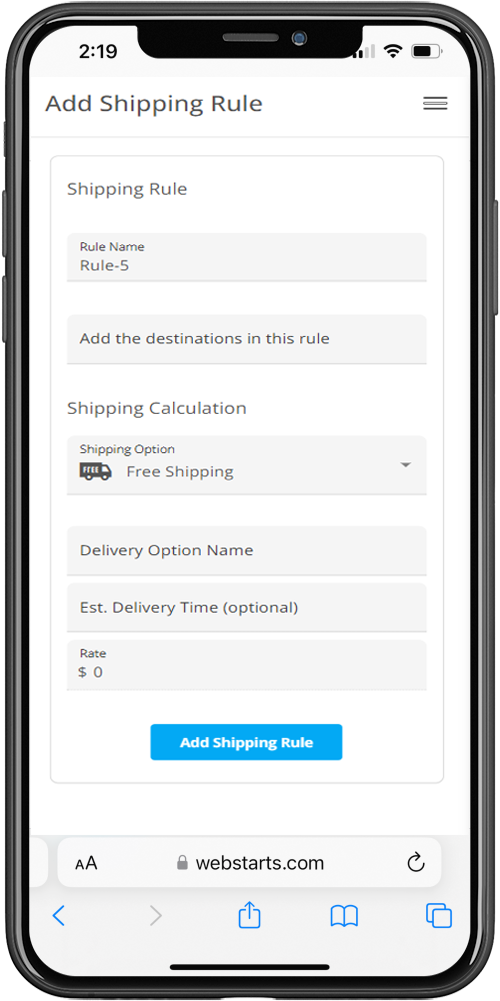 2:19
Add Shipping Rule
Shipping Rule
Rule Name
Rule-5
Add the destinations in this rule
Shipping Calculation
Shipping Option
FREE Free Shipping
Delivery Option Name
Est. Delivery Time (optional)
Rate
$ 0
Add Shipping Rule
AA webstarts.com